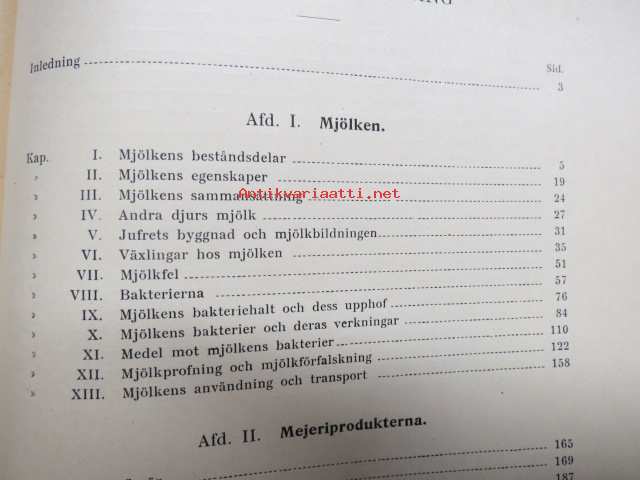 Sid.
Inledning 3
Afd. I. Mjölken.
Kap. I. Mjölkens beståndsdelar 5
» II. Mjölkens egenskaper 19
» III. Mjölkens sammansättning 24
Antikvariaatti.net
» IV. Andra djurs mjölk 27
» V. Jufrets byggnad och mjölkbildningen 31
» VI. Växlingar hos mjölken 35
» VII. Mjölkfel 51
» VIII. Bakterierna 57
» IX. Mjölkens bakteriehalt och dess upphof 76
» X. Mjölkens bakterier och deras verkningar 84
» XI. Medel mot mjölkens bakterier 110
» XII. Mjölkprofning och mjölkförfalskning 122
» XIII. Mjölkens användning och transport 158
Afd. II. Mejeriprodukterna.
165
169
187